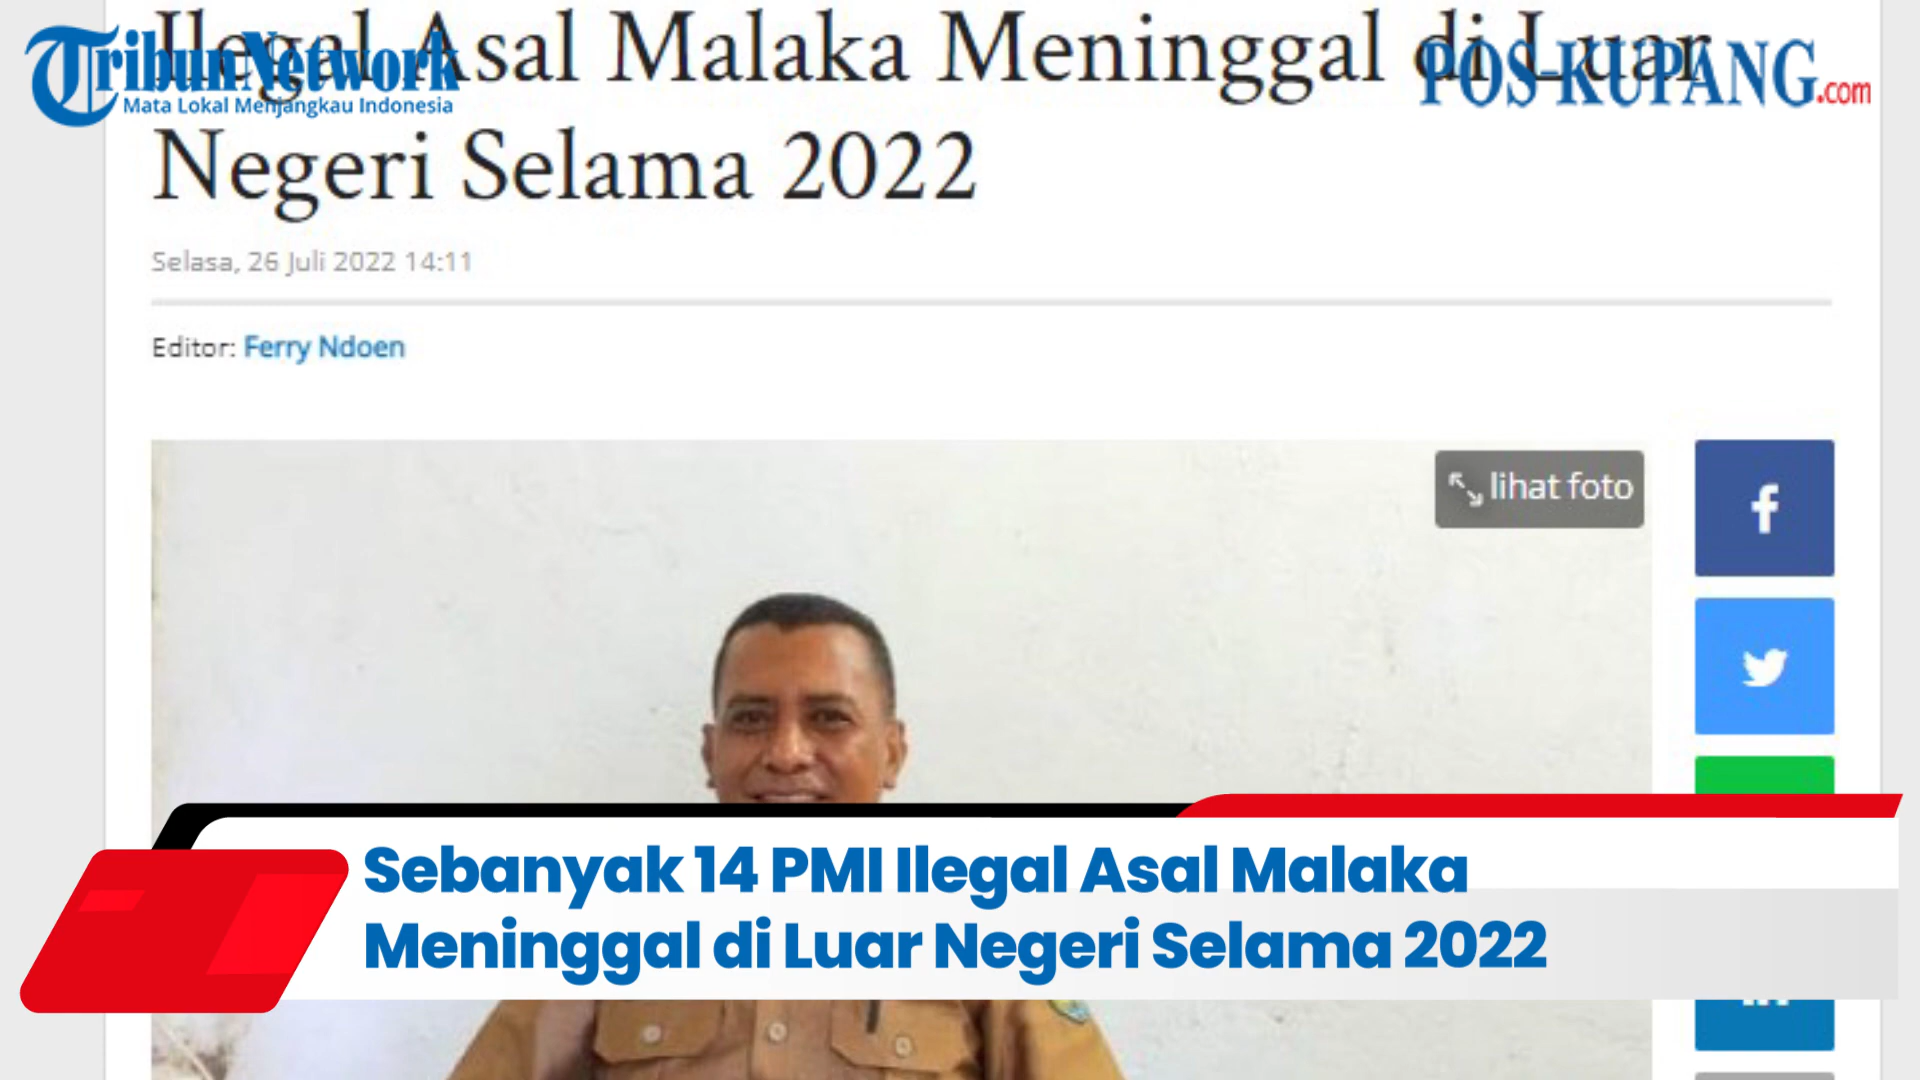 Ilegal Asal Malaka Meninggal di Luar
TribunNetwork
Mata Lokal Menjangkau Indonesia
POS-KUPANG.com
Negeri Selama 2022
Selasa, 26 Juli 2022 14:11
Editor: Ferry Ndoen
lihat foto
Sebanyak 14 PMI Ilegal Asal Malaka
Meninggal di Luar Negeri Selama 2022